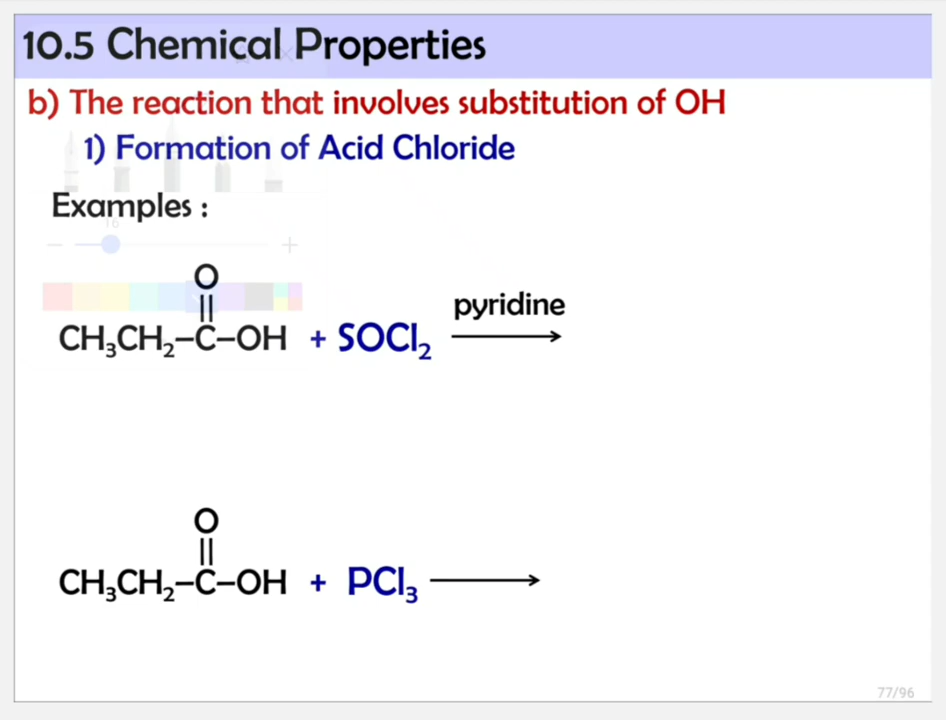 10.5 Chemical Properties
b) The reaction that involves substitution of OH
1) Formation of Acid Chloride
Examples :
16
O
||
pyridine
CH₃CH₂–C–OH + SOCl₂ ⟶
O
||
CH₃CH₂–C–OH + PCl₃ ⟶
77/96